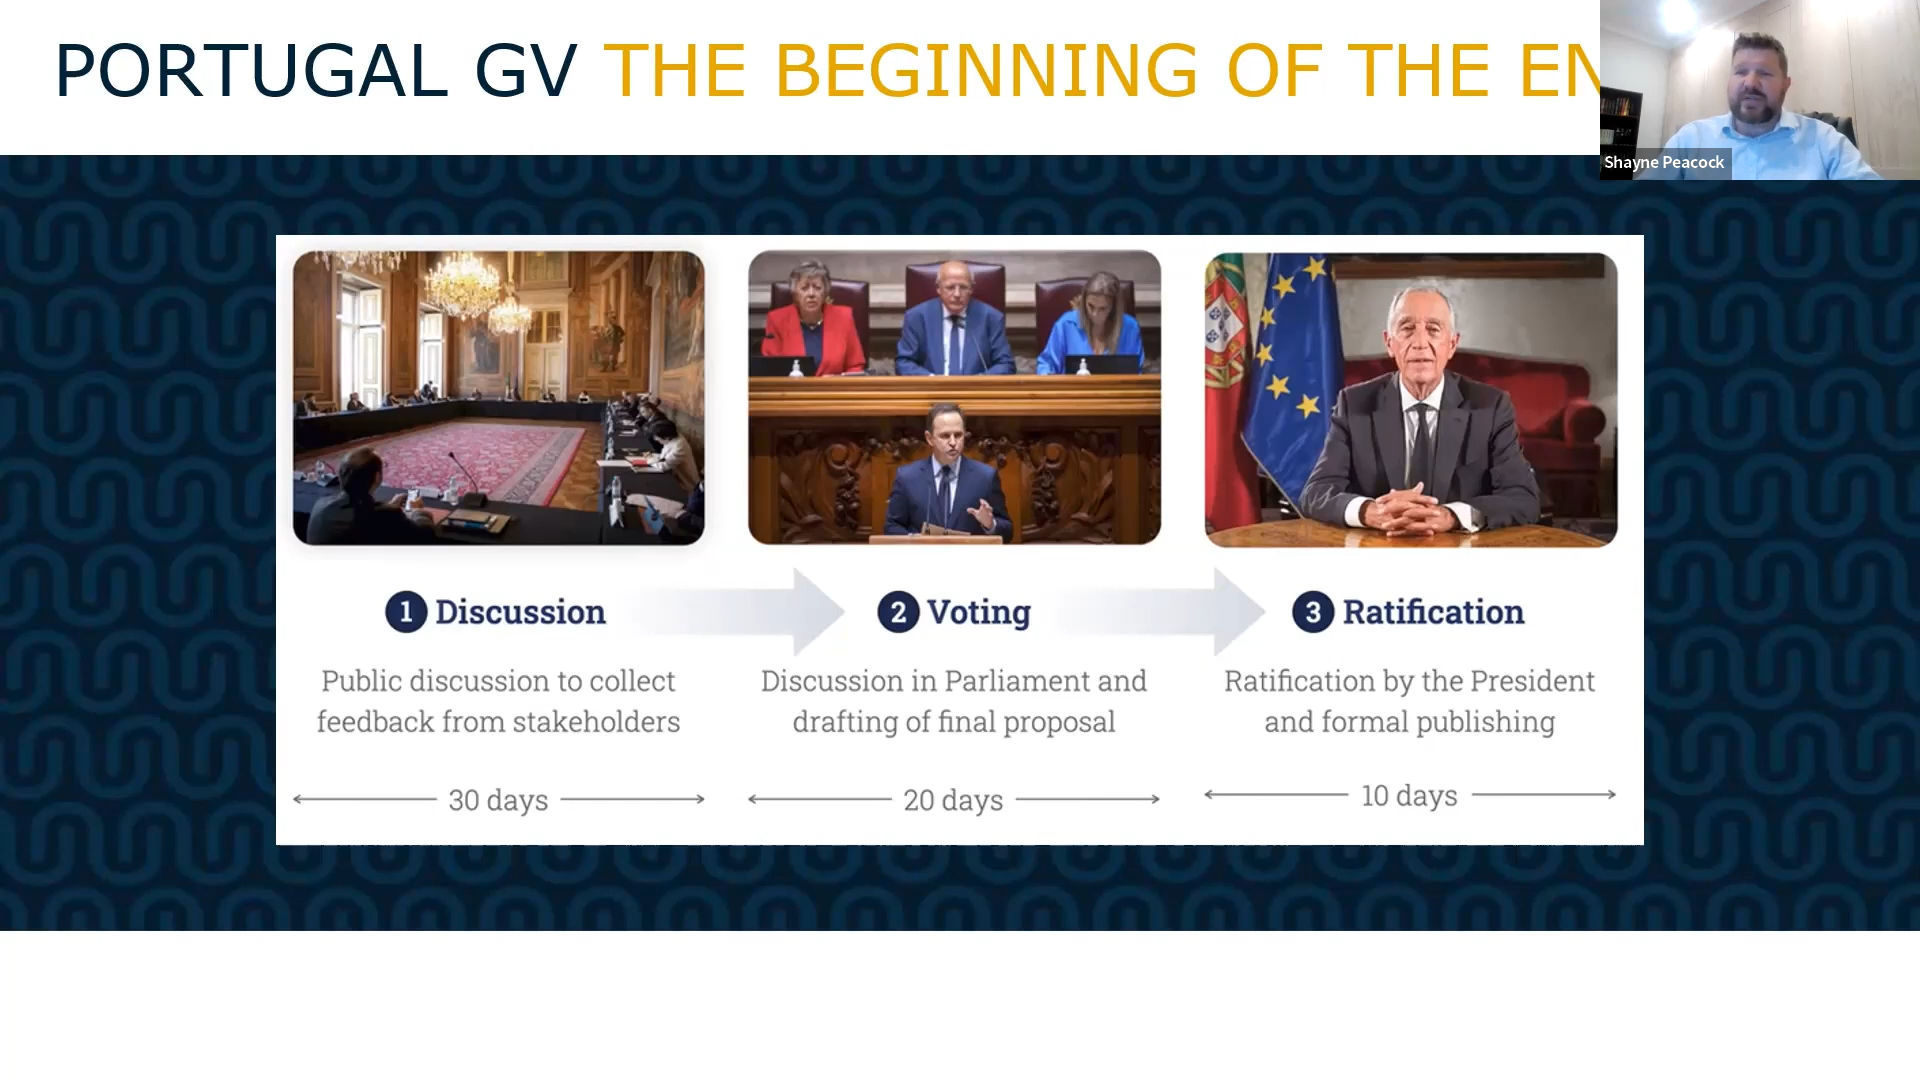 PORTUGAL GV THE BEGINNING OF THE EN
Shayne Peacock
1 Discussion
Public discussion to collect
feedback from stakeholders
30 days
2 Voting
Discussion in Parliament and
drafting of final proposal
20 days
3 Ratification
Ratification by the President
and formal publishing
10 days